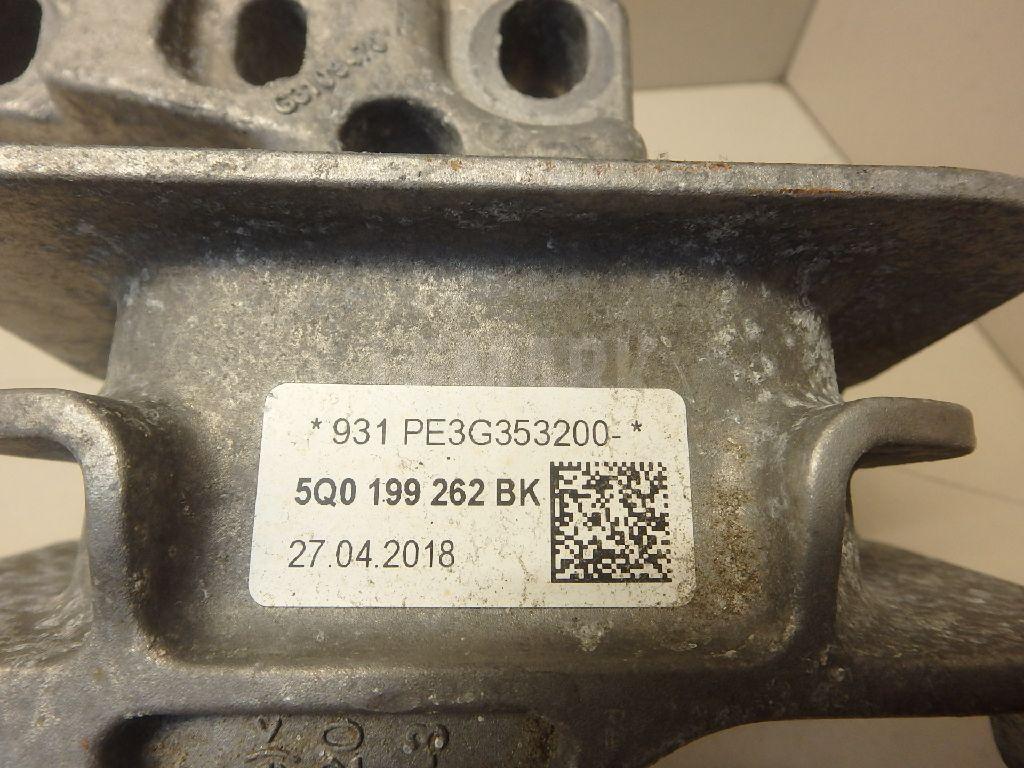 * 931 PE3G353200- *
5Q0 199 262 BK
27.04.2018